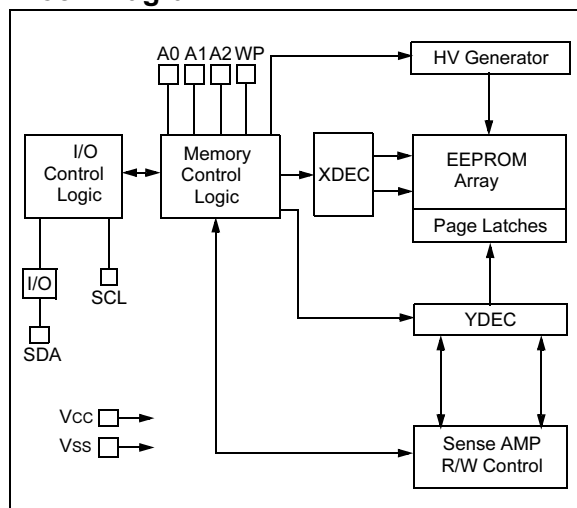 A0 A1 A2 WP
HV Generator
I/O
Control
Logic
Memory
Control
Logic
XDEC
EEPROM
Array
Page Latches
I/O
SCL
SDA
YDEC
VCC
VSS
Sense AMP
R/W Control